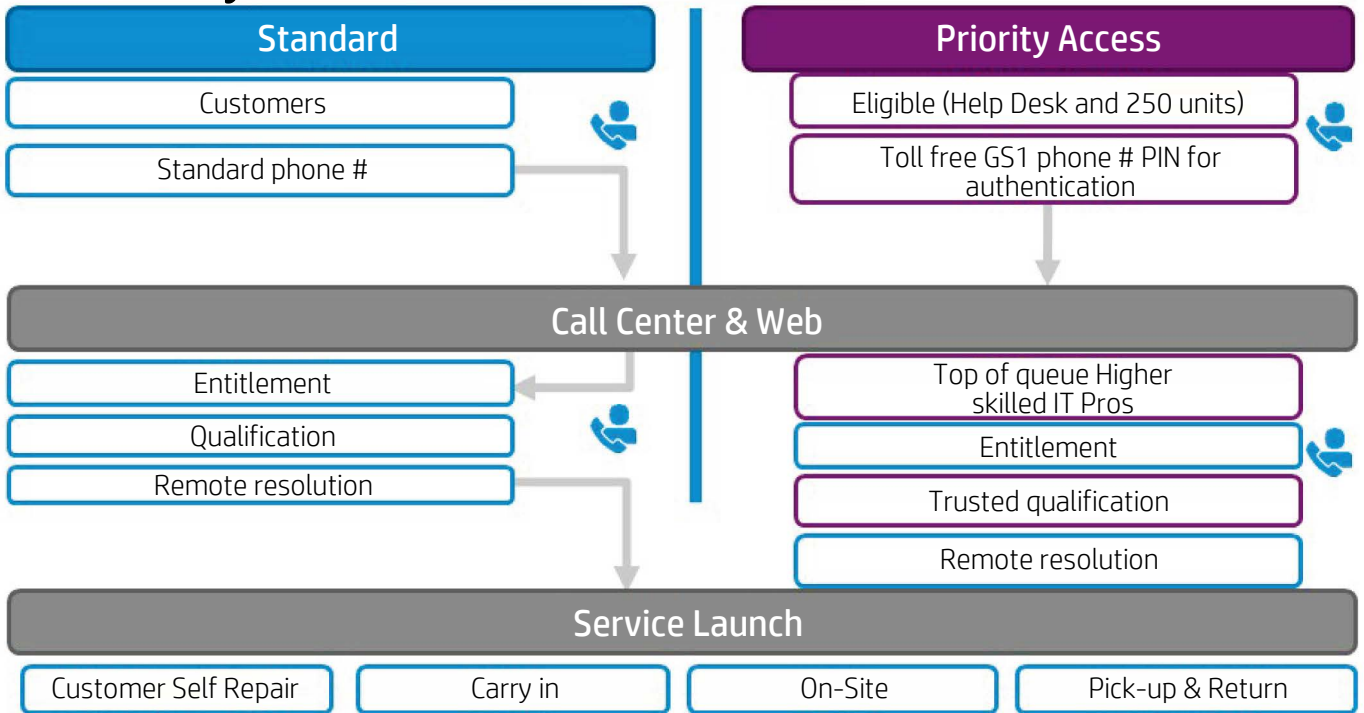 Standard
Customers
Standard phone #
Priority Access
Eligible (Help Desk and 250 units)
Toll free GS1 phone # PIN for
authentication
Call Center & Web
Entitlement
Qualification
Remote resolution
Top of queue Higher
skilled IT Pros
Entitlement
Trusted qualification
Remote resolution
Service Launch
Customer Self Repair
Carry in
On-Site
Pick-up & Return